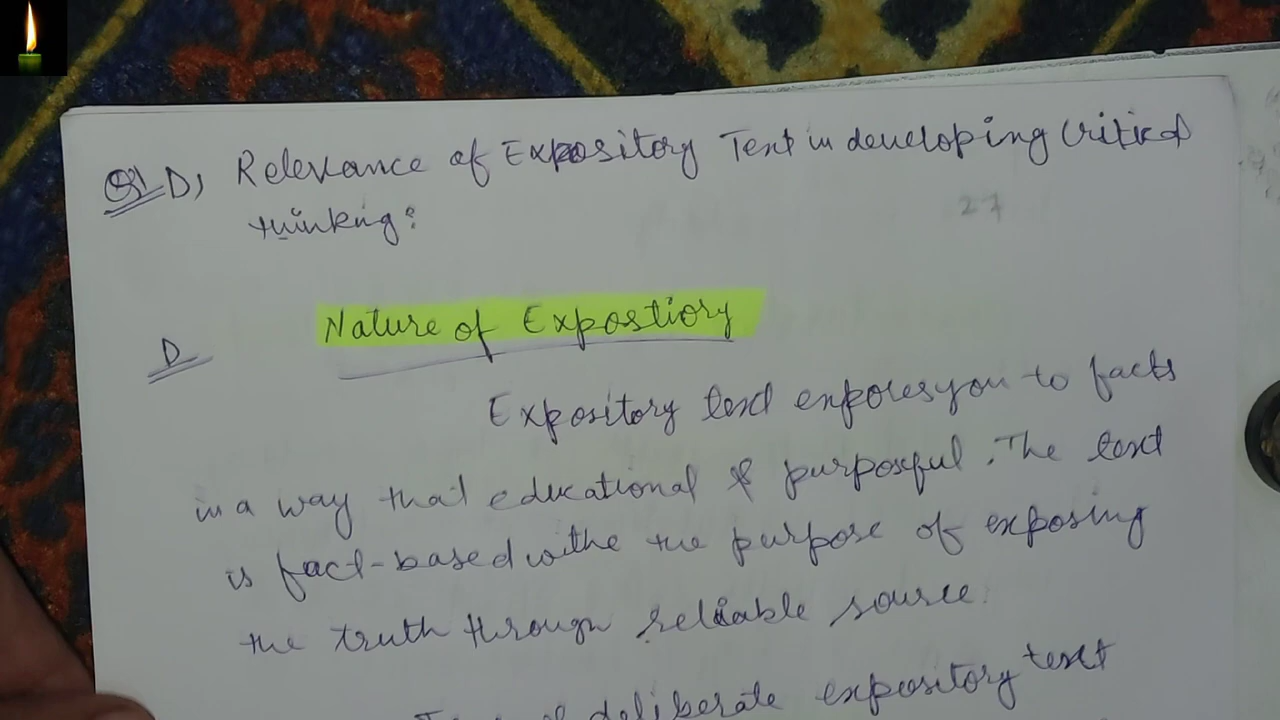 Q1 D, Relevance of Expository Text in developing Critical
thinking?
27
Nature of Expostiory
D
Expository text exposes you to facts
in a way that educational & purposeful. The text
is fact-based withe the purpose of exposing
the truth through reliable source.
deliberate expository text